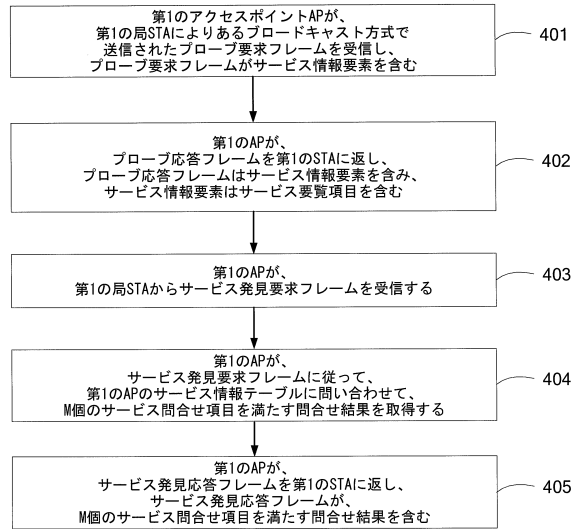 第1のアクセスポイントAPが、
第1の局STAによりあるブロードキャスト方式で
送信されたプローブ要求フレームを受信し、
プローブ要求フレームがサービス情報要素を含む
401
第1のAPが、
プローブ応答フレームを第1のSTAに返し、
プローブ応答フレームはサービス情報要素を含み、
サービス情報要素はサービス要覧項目を含む
402
第1のAPが、
第1の局STAからサービス発見要求フレームを受信する
403
第1のAPが、
サービス発見要求フレームに従って、
第1のAPのサービス情報テーブルに問い合わせて、
M個のサービス問合せ項目を満たす問合せ結果を取得する
404
第1のAPが、
サービス発見応答フレームを第1のSTAに返し、
サービス発見応答フレームが、
M個のサービス問合せ項目を満たす問合せ結果を含む
405